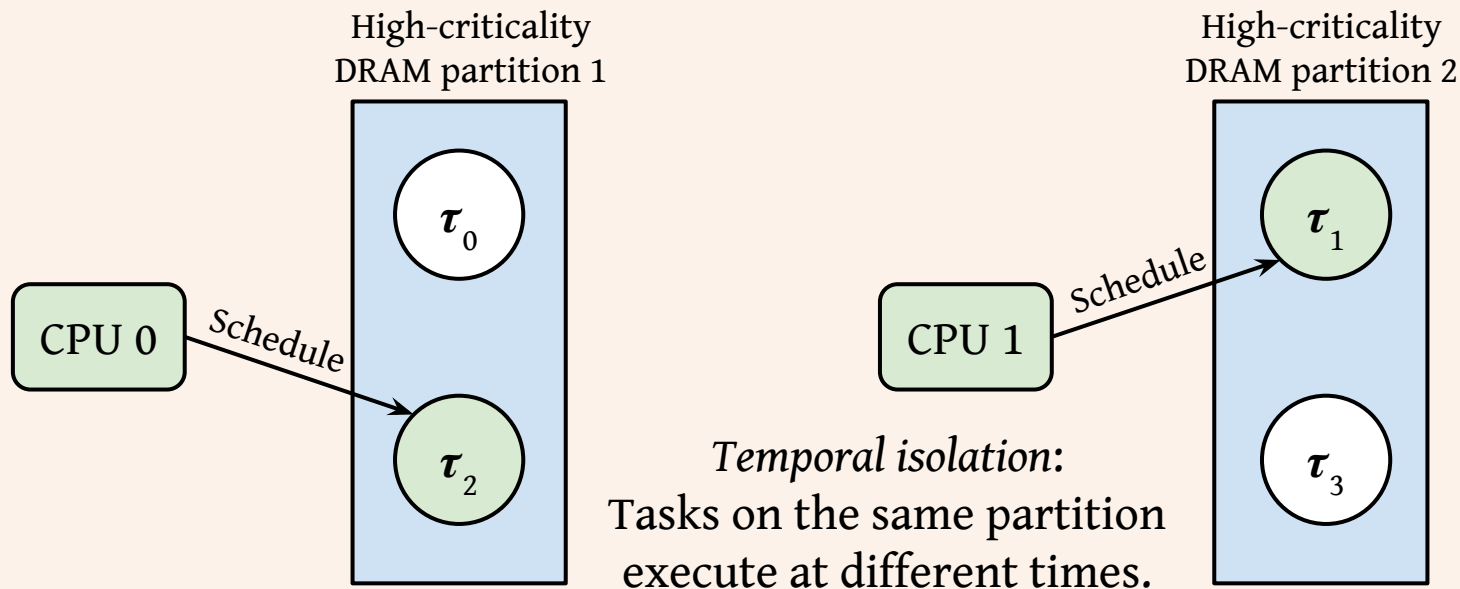 High-criticality
DRAM partition 1
τ0
CPU 0
Schedule
τ2
High-criticality
DRAM partition 2
τ1
CPU 1
Schedule
τ3
Temporal isolation:
Tasks on the same partition
execute at different times.